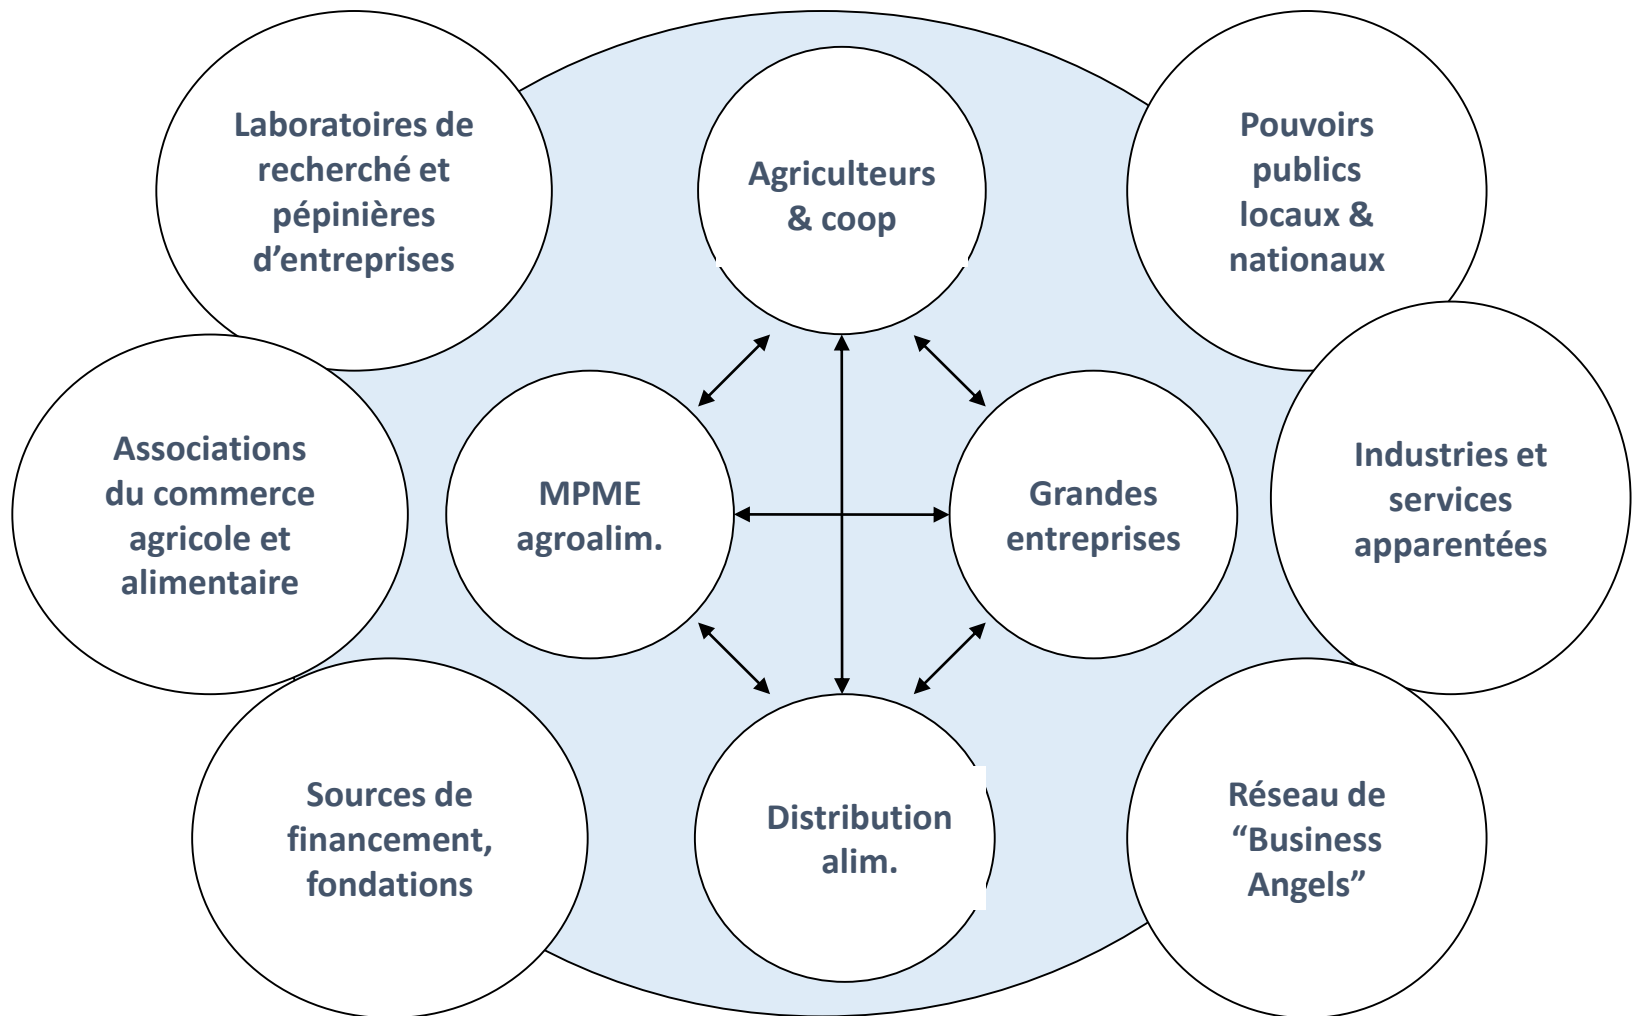 Laboratoires de
recherché et
pépinières
d’entreprises
Agriculteurs
& coop
Pouvoirs
publics
locaux &
nationaux
Associations
du commerce
agricole et
alimentaire
MPME
agroalim.
Grandes
entreprises
Industries et
services
apparentées
Sources de
financement,
fondations
Distribution
alim.
Réseau de
“Business
Angels”